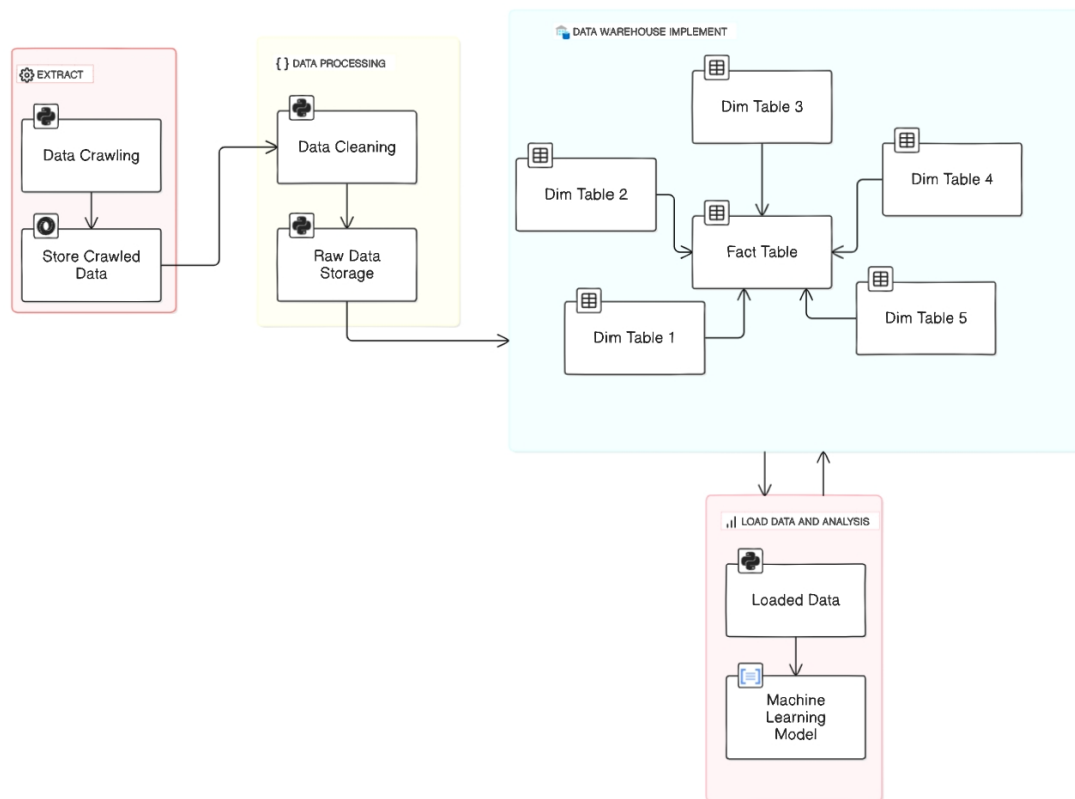 EXTRACT
Data Crawling
Store Crawled
Data
{ } DATA PROCESSING
Data Cleaning
Raw Data
Storage
DATA WAREHOUSE IMPLEMENT
Dim Table 3
Dim Table 2
Dim Table 4
Fact Table
Dim Table 1
Dim Table 5
LOAD DATA AND ANALYSIS
Loaded Data
Machine
Learning
Model